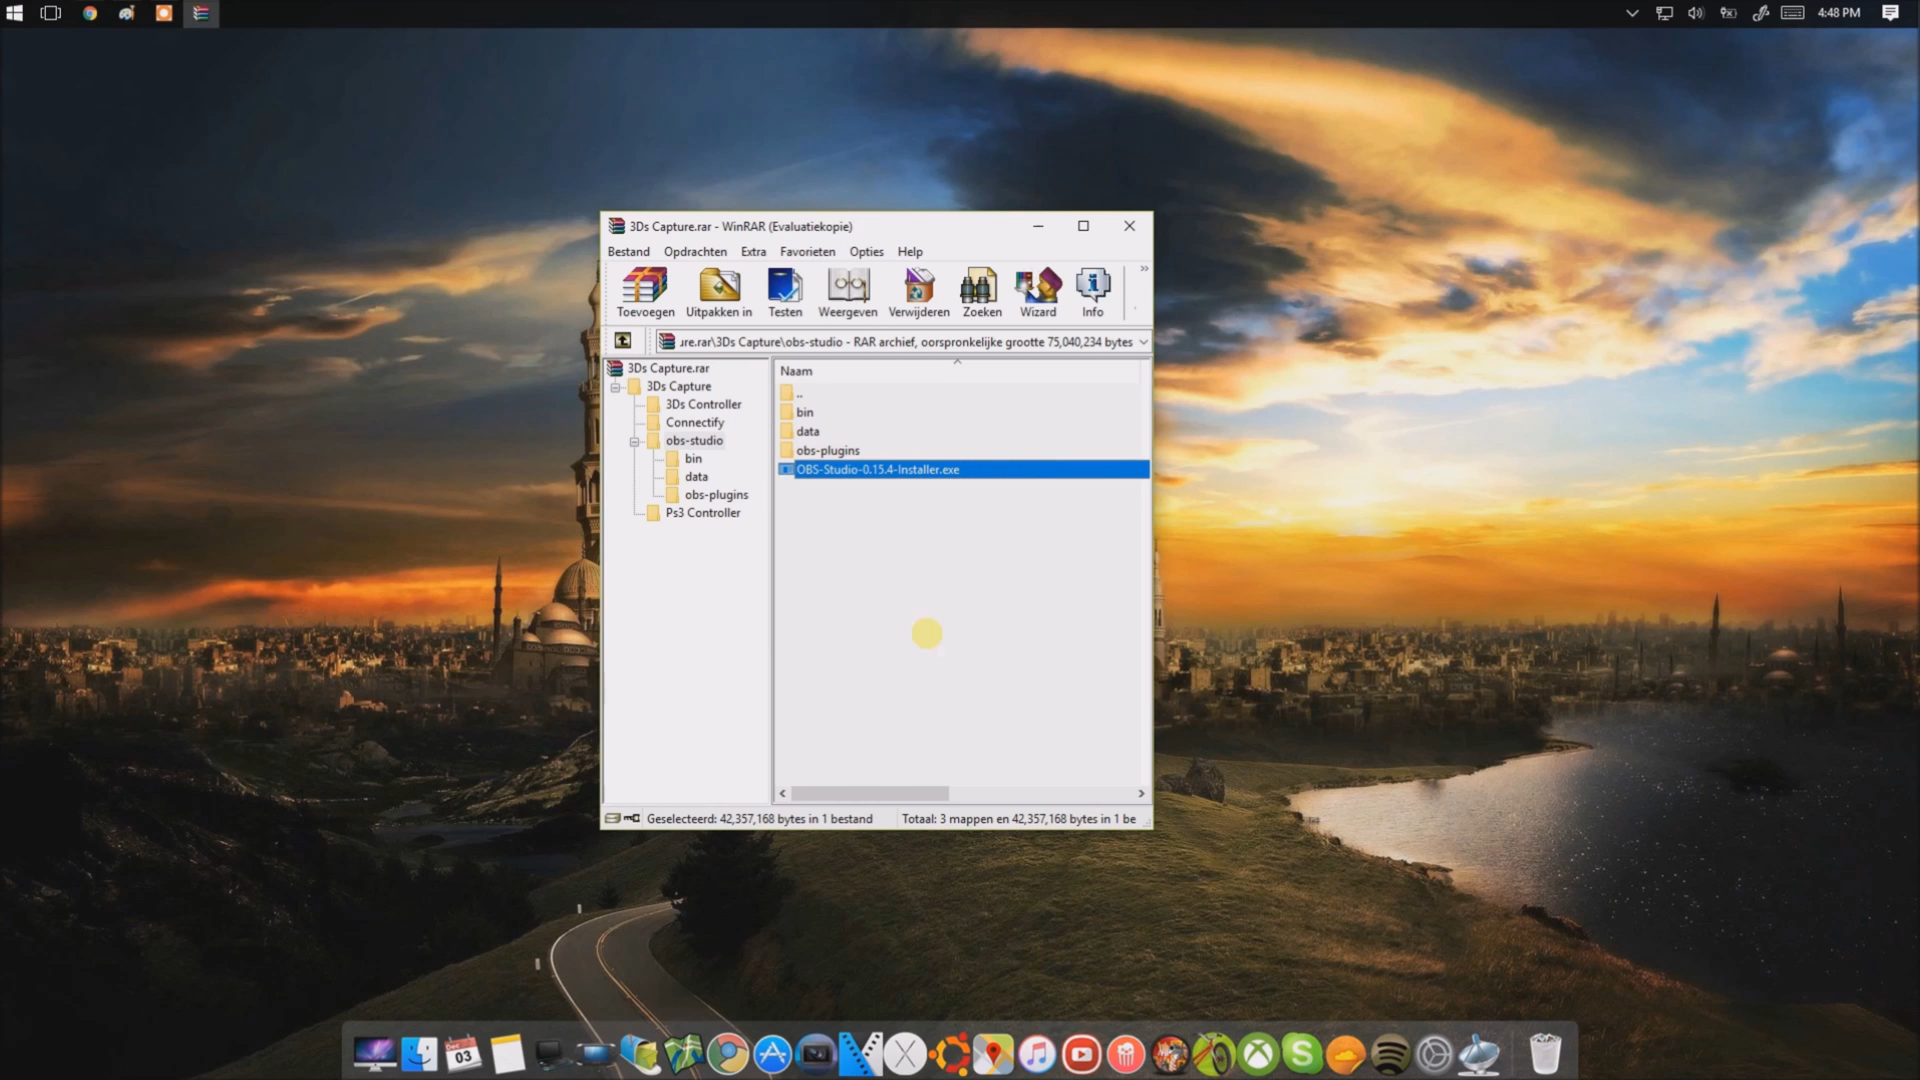 4:48 PM
3Ds Capture.rar - WinRAR (Evaluatiekopie)
Bestand Opdrachten Extra Favorieten Opties Help
Toevoegen Uitpakken in Testen Weergeven Verwijderen Zoeken Wizard Info
re.rar\3Ds Capture\obs-studio - RAR archief, oorspronkelijke grootte 75,040,234 bytes
3Ds Capture.rar
3Ds Capture
3Ds Controller
Connectify
obs-studio
bin
data
obs-plugins
Ps3 Controller
Naam
..
bin
data
obs-plugins
OBS-Studio-0.15.4-Installer.exe
Geselecteerd: 42,357,168 bytes in 1 bestand
Totaal: 3 mappen en 42,357,168 bytes in 1 be
Dec
03